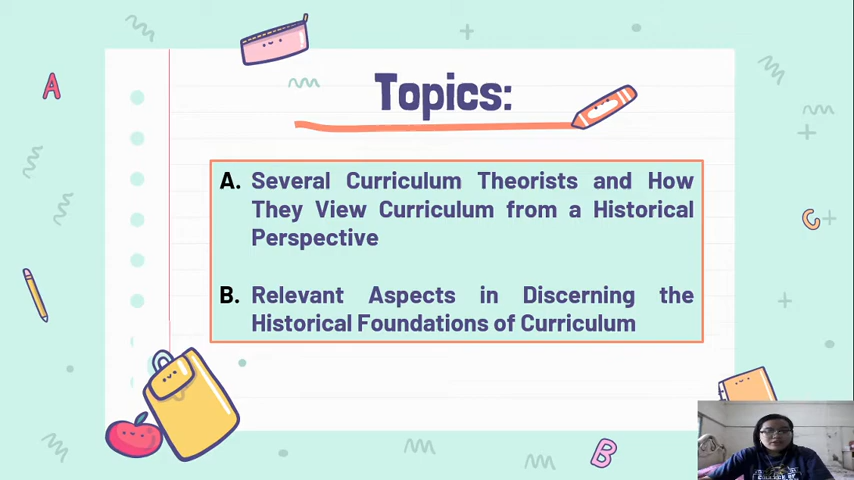 Topics:
A. Several Curriculum Theorists and How
They View Curriculum from a Historical
Perspective
B. Relevant Aspects in Discerning the
Historical Foundations of Curriculum
A
C
B